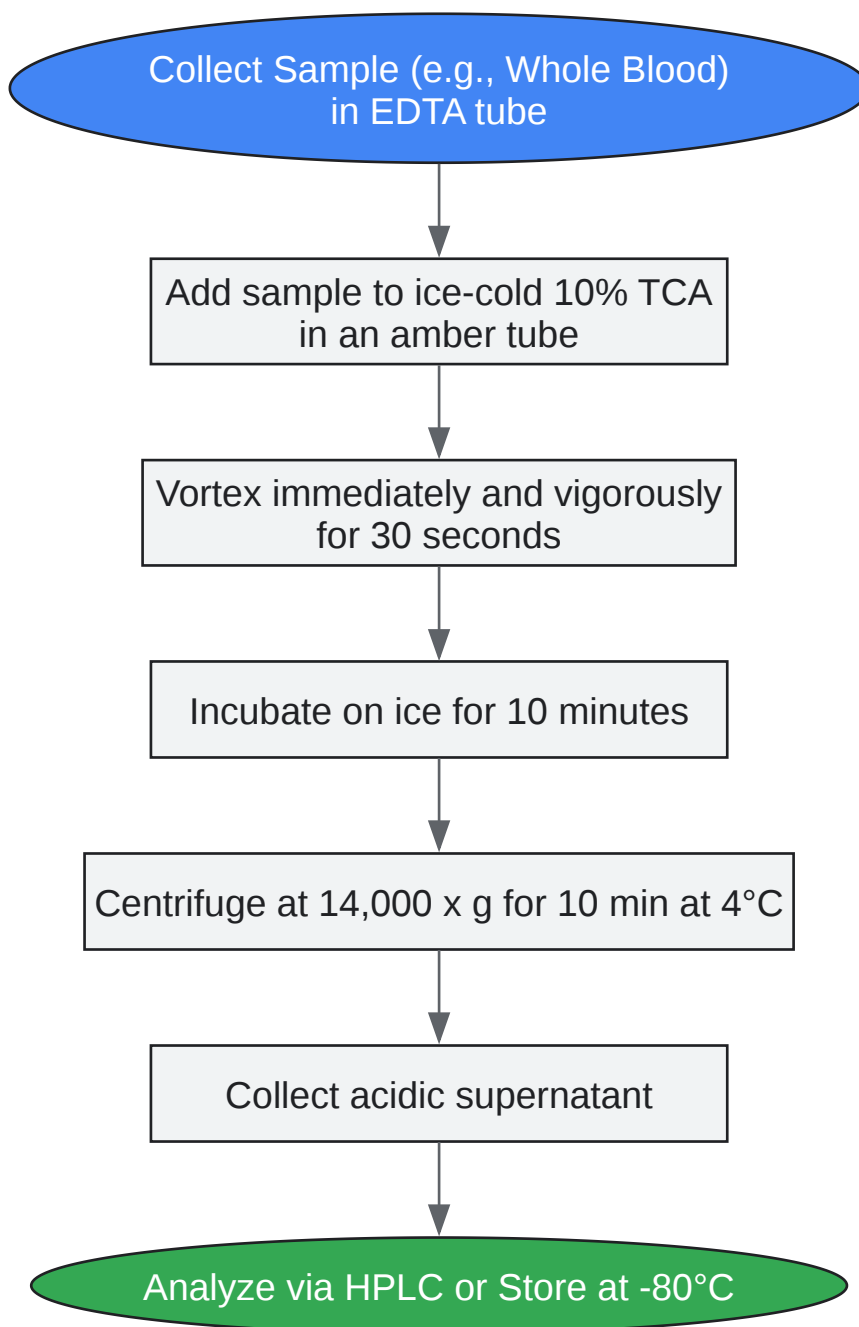 Collect Sample (e.g., Whole Blood)
in EDTA tube
Add sample to ice-cold 10% TCA
in an amber tube
Vortex immediately and vigorously
for 30 seconds
Incubate on ice for 10 minutes
Centrifuge at 14,000 x g for 10 min at 4°C
Collect acidic supernatant
Analyze via HPLC or Store at -80°C